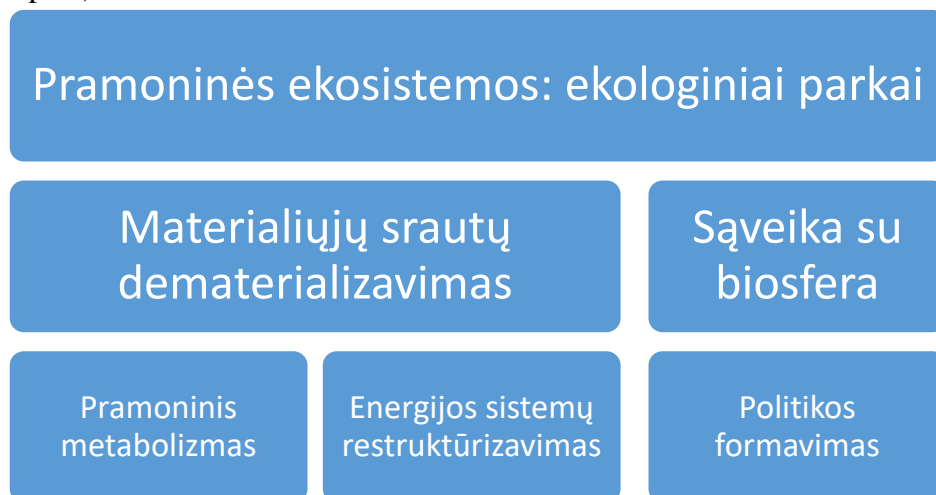 Pramoninės ekosistemos: ekologiniai parkai
Materialiųjų srautų
dematerializavimas
Sąveika su
biosfera
Pramoninis
metabolizmas
Energijos sistemų
restruktūrizavimas
Politikos
formavimas